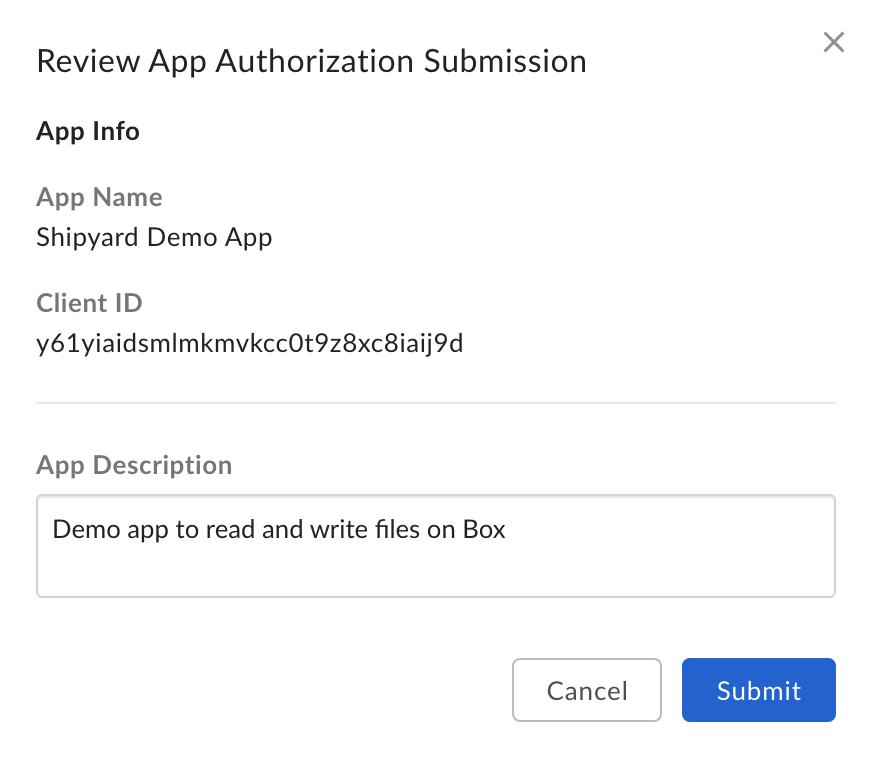 Review App Authorization Submission
App Info
App Name
Shipyard Demo App
Client ID
y61yiaidsmlmkmvkcc0t9z8xc8iaij9d
App Description
Demo app to read and write files on Box
Cancel
Submit